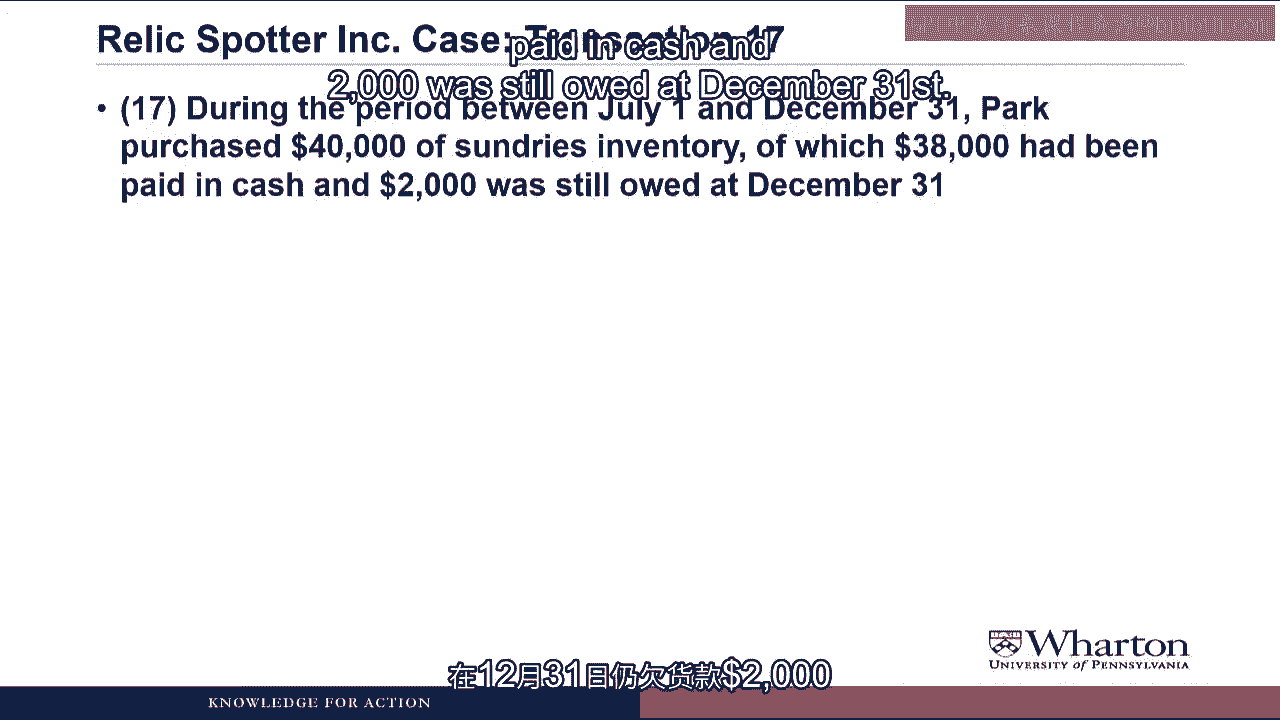 Relic Spotter Inc. Case: Transaction 17
paid in cash and
2,000 was still owed at December 31st.
• (17) During the period between July 1 and December 31, Park
purchased $40,000 of sundries inventory, of which $38,000 had been
paid in cash and $2,000 was still owed at December 31
Wharton
UNIVERSITY of PENNSYLVANIA
在12月31日仍欠货款$2,000
KNOWLEDGE FOR ACTION